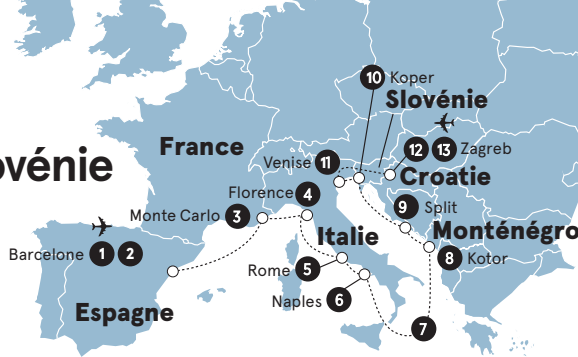 10 Koper
Slovénie
12 13 Zagreb
France
Venise 11
ovénie
Croatie
Florence 4
9 Split
Monte Carlo 3
Monténégro
Italie
Barcelone 1 2
8 Kotor
Rome 5
Naples 6
Espagne
7